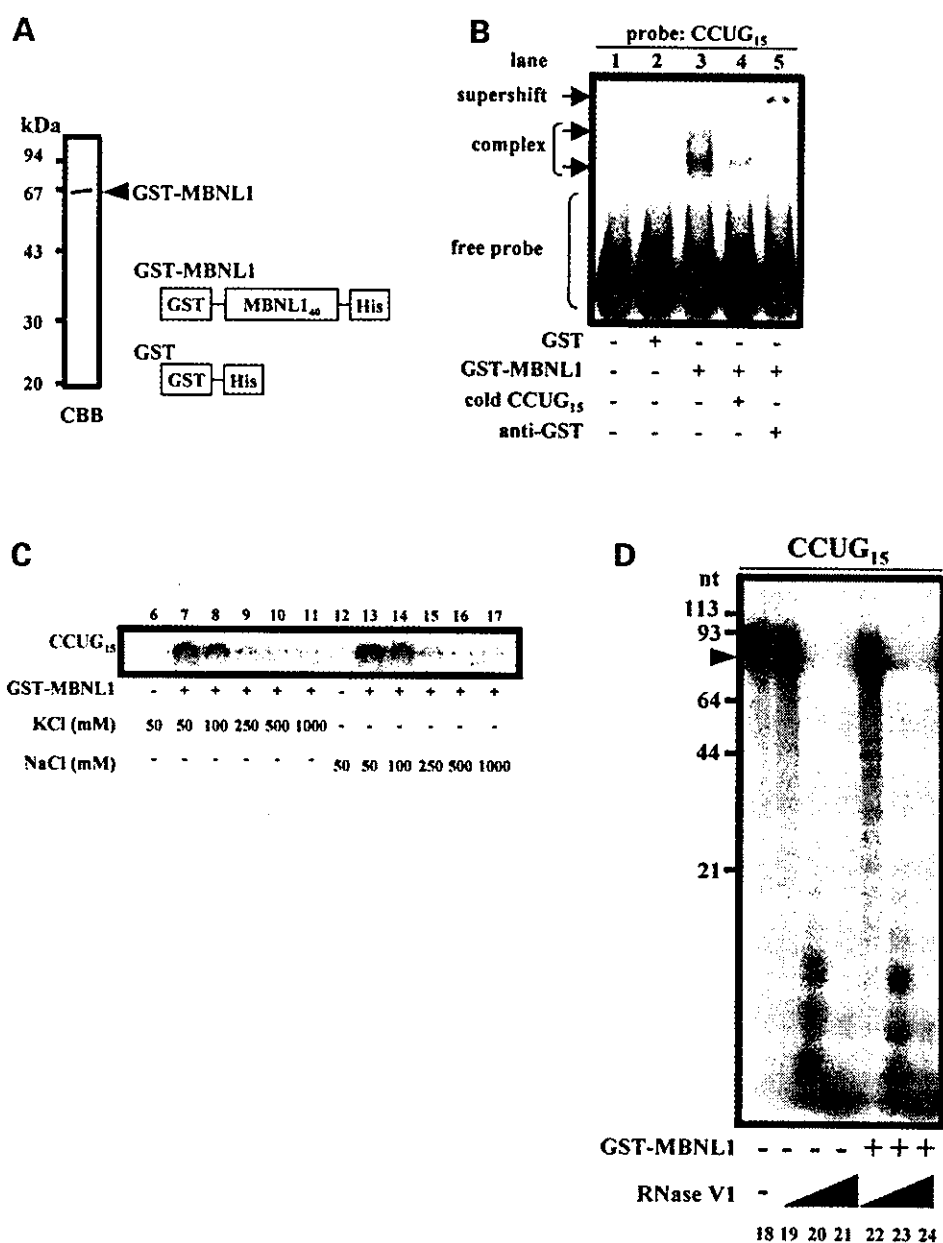 A
kDa
94
67
43
30
20
CBB
GST-MBNL1
GST-MBNL1
GST MBNL1₄₀ His
GST
GST His
B
probe: CCUG₁₅
lane 1 2 3 4 5
supershift
complex
free probe
GST - + - - -
GST-MBNL1 - - + + +
cold CCUG₁₅ - - - + -
anti-GST - - - - +
C
6 7 8 9 10 11 12 13 14 15 16 17
CCUG₁₅
GST-MBNL1 - + + + + + - + + + + +
KCl (mM) 50 50 100 250 500 1000 - - - - - -
NaCl (mM) - - - - - - 50 50 100 250 500 1000
D
CCUG₁₅
nt
113
93
64
44
21
GST-MBNL1 - - - - + + +
RNase V1 -
18 19 20 21 22 23 24